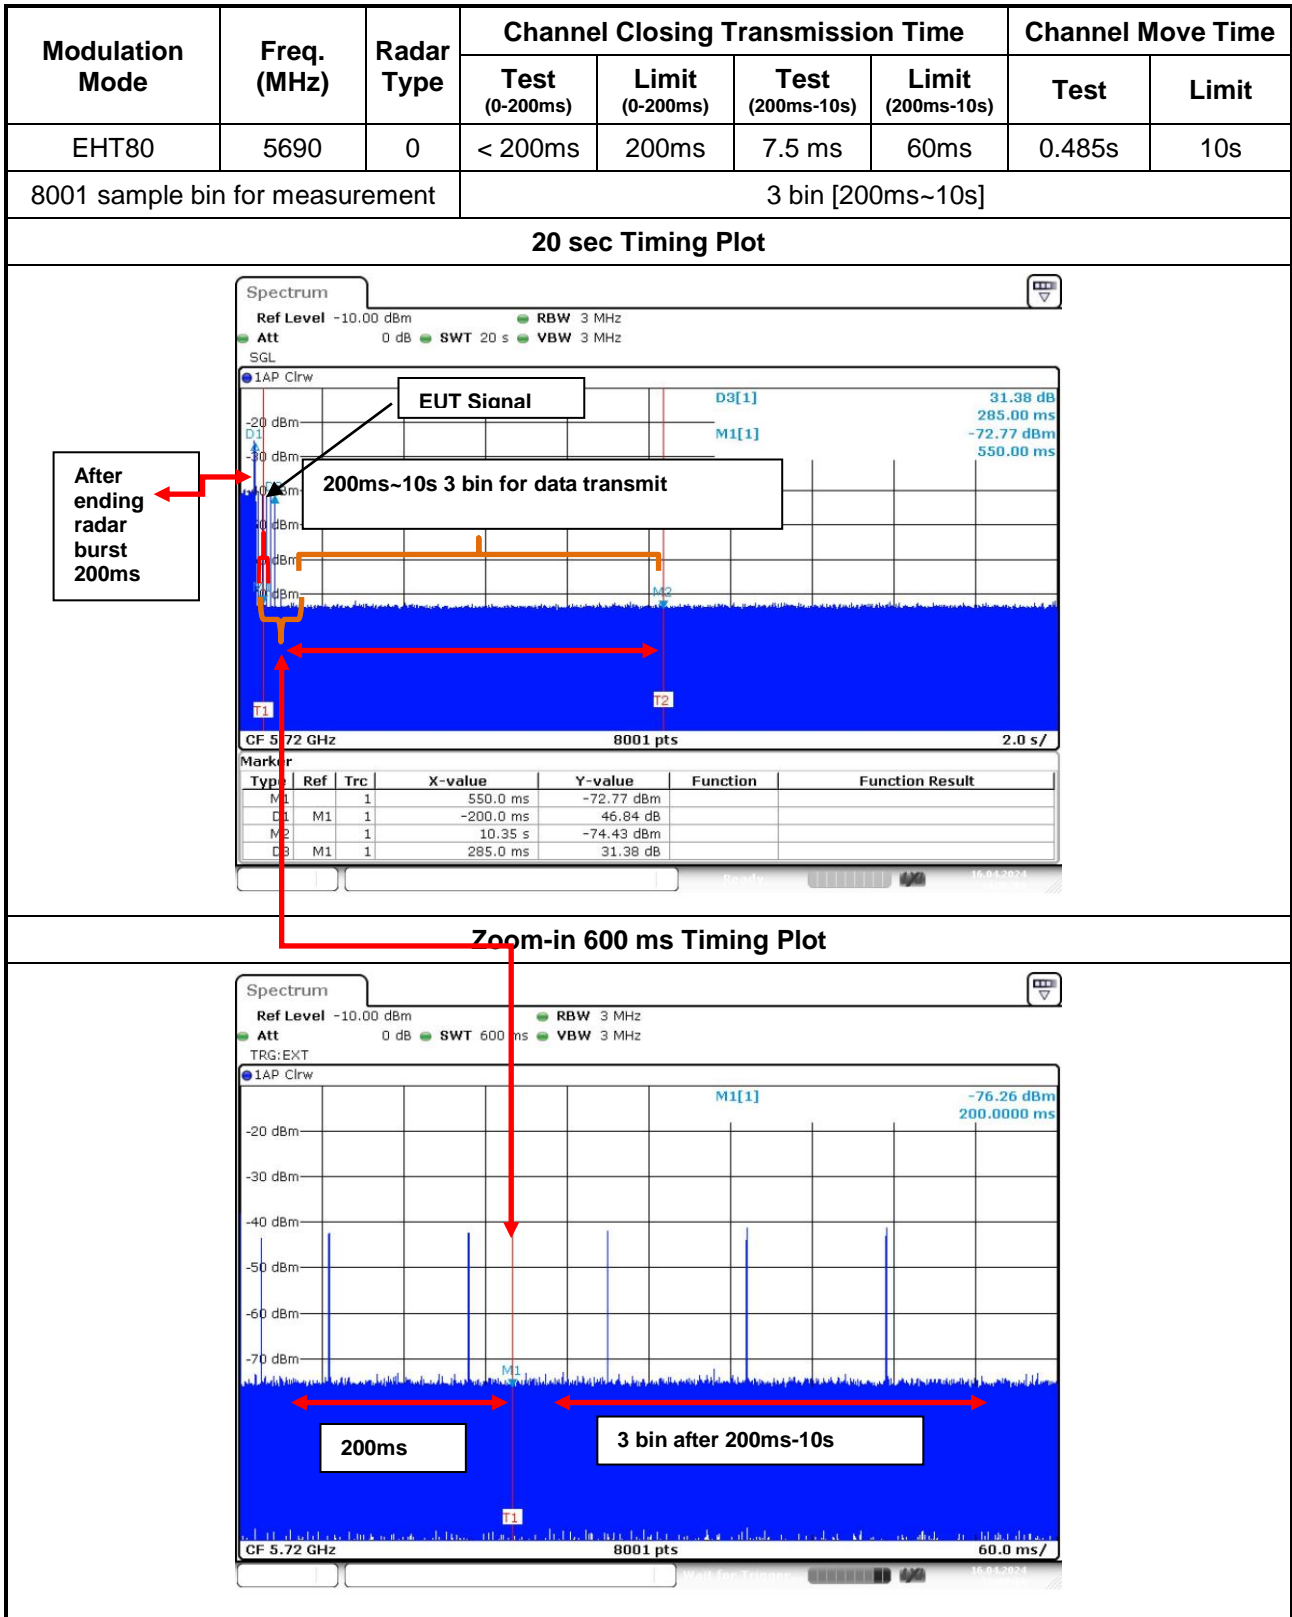 Modulation Mode Freq. (MHz) Radar Type Channel Closing Transmission Time Channel Move Time
Test (0-200ms) Limit (0-200ms) Test (200ms-10s) Limit (200ms-10s) Test Limit
EHT80 5690 0 < 200ms 200ms 7.5 ms 60ms 0.485s 10s
8001 sample bin for measurement 3 bin [200ms~10s]
20 sec Timing Plot
Spectrum
Ref Level -10.00 dBm RBW 3 MHz
Att 0 dB SWT 20 s VBW 3 MHz
SGL
1AP Clrw
D3[1] 31.38 dB
285.00 ms
M1[1] -72.77 dBm
550.00 ms
EUT Signal
-20 dBm
D1
-30 dBm
200ms~10s 3 bin for data transmit
After
ending
radar
burst
200ms
M2
T1
T2
CF 5.72 GHz 8001 pts 2.0 s/
Marker
Type Ref Trc X-value Y-value Function Function Result
M1 1 550.0 ms -72.77 dBm
D1 M1 1 -200.0 ms 46.84 dB
M2 1 10.35 s -74.43 dBm
D3 M1 1 285.0 ms 31.38 dB
Ready 16.04.2024
Zoom-in 600 ms Timing Plot
Spectrum
Ref Level -10.00 dBm RBW 3 MHz
Att 0 dB SWT 600 ms VBW 3 MHz
TRG:EXT
1AP Clrw
M1[1] -76.26 dBm
200.0000 ms
-20 dBm
-30 dBm
-40 dBm
-50 dBm
-60 dBm
-70 dBm
M1
200ms
3 bin after 200ms-10s
T1
CF 5.72 GHz 8001 pts 60.0 ms/
Wait for Trigger 16.04.2024